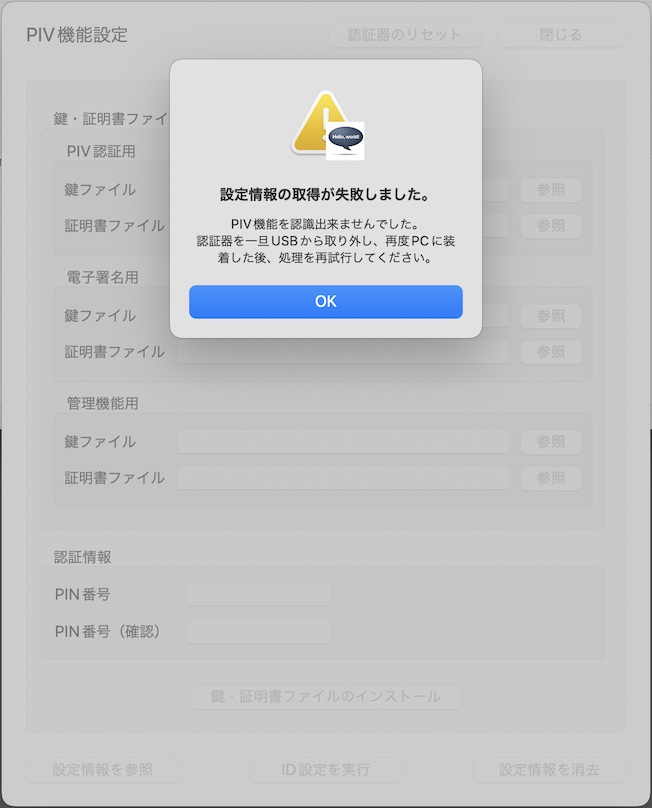 PIV機能設定
認証器のリセット
閉じる
鍵・証明書ファイ
Hello, world!
設定情報の取得が失敗しました。
PIV機能を認識出来ませんでした。
認証器を一旦USBから取り外し、再度PCに装
着した後、処理を再試行してください。
OK
PIV認証用
鍵ファイル
参照
証明書ファイル
参照
電子署名用
鍵ファイル
参照
証明書ファイル
参照
管理機能用
鍵ファイル
参照
証明書ファイル
参照
認証情報
PIN番号
PIN番号（確認）
鍵・証明書ファイルのインストール
設定情報を参照
ID設定を実行
設定情報を消去